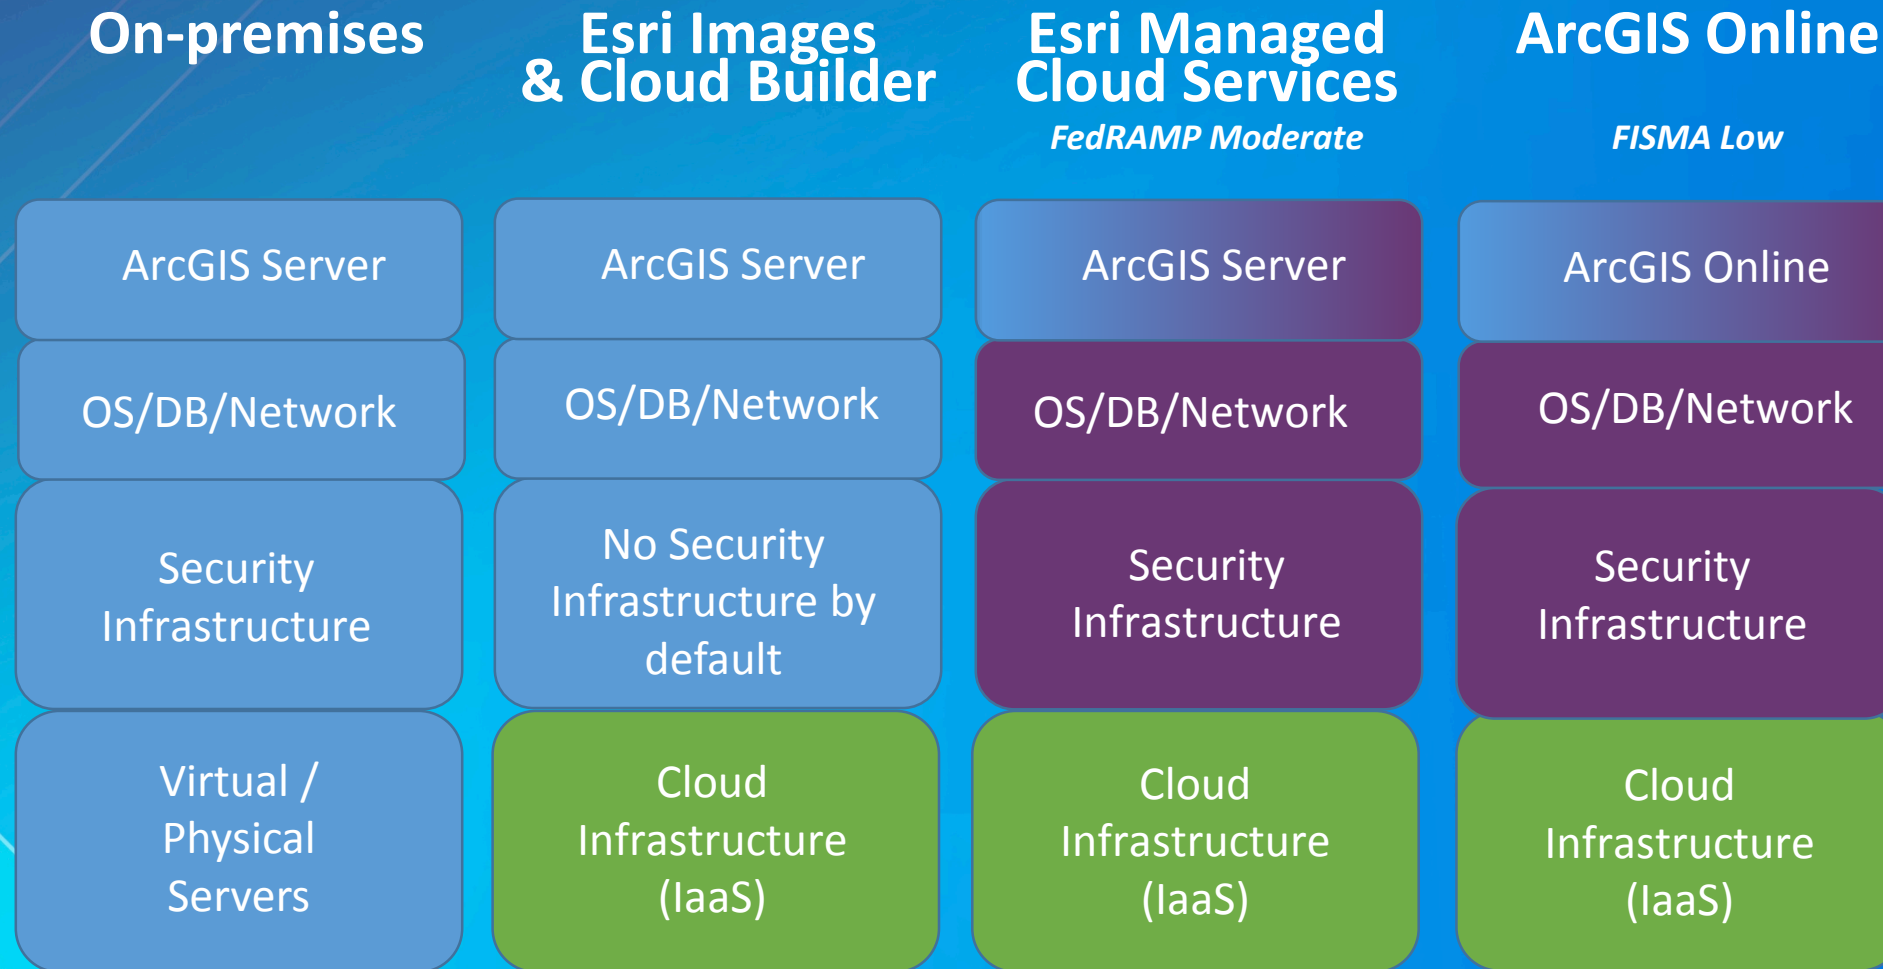 On-premises
Esri Images
& Cloud Builder
Esri Managed
Cloud Services
FedRAMP Moderate
ArcGIS Online
FISMA Low
ArcGIS Server
ArcGIS Server
ArcGIS Server
ArcGIS Online
OS/DB/Network
OS/DB/Network
OS/DB/Network
OS/DB/Network
Security
Infrastructure
No Security
Infrastructure by
default
Security
Infrastructure
Security
Infrastructure
Virtual /
Physical
Servers
Cloud
Infrastructure
(IaaS)
Cloud
Infrastructure
(IaaS)
Cloud
Infrastructure
(IaaS)